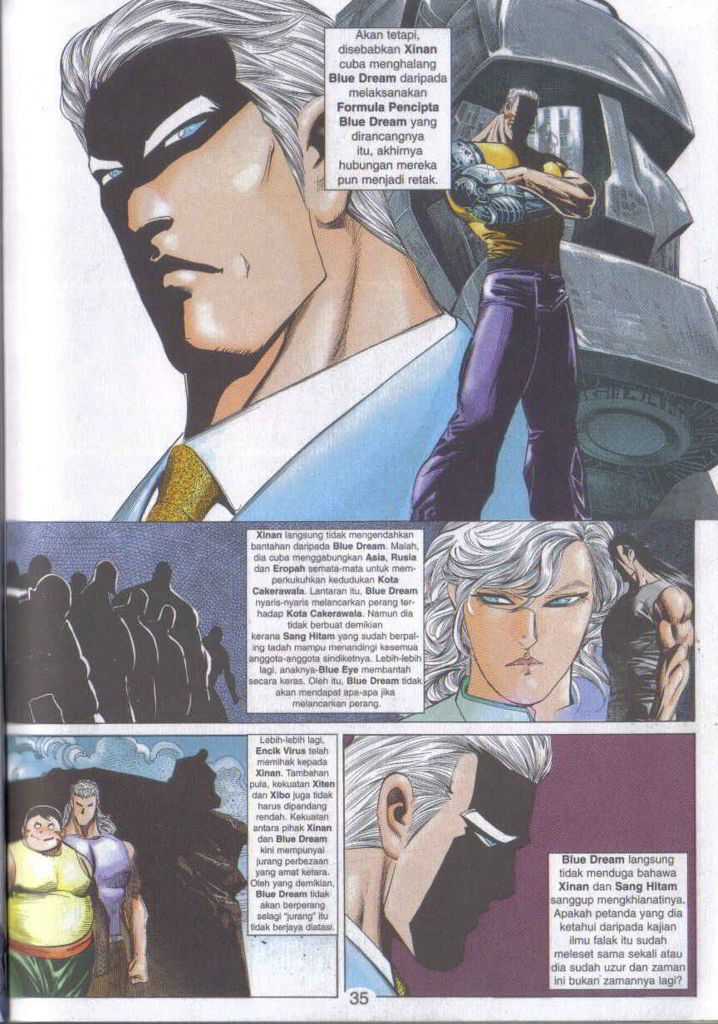 Akan tetapi,
disebabkan Xinan
cuba menghalang
Blue Dream daripada
melaksanakan
Formula Pencipta
Blue Dream yang
dirancangnya
itu, akhirnya
hubungan mereka
pun menjadi retak.
Xinan langsung tidak mengendahkan
bantahan daripada Blue Dream. Malah,
dia cuba menggabungkan Asia, Rusia
dan Eropah semata-mata untuk mem-
perkukuhkan kedudukan Kota
Cakerawala. Lantaran itu, Blue Dream
nyaris-nyaris melancarkan perang ter-
hadap Kota Cakerawala. Namun dia
tidak berbuat demikian
kerana Sang Hitam yang sudah berpal-
ing tadah mampu menandingi kesemua
anggota-anggota sindiketnya. Lebih-lebih
lagi, anaknya-Blue Eye membantah
secara keras. Oleh itu, Blue Dream tidak
akan mendapat apa-apa jika
melancarkan perang.
Lebih-lebih lagi,
Encik Virus telah
memihak kepada
Xinan. Tambahan
pula, kekuatan Xiten
dan Xibo juga tidak
harus dipandang
rendah. Kekuatan
antara pihak Xinan
dan Blue Dream
kini mempunyai
jurang perbezaan
yang amat ketara.
Oleh yang demikian,
Blue Dream tidak
akan berperang
selagi "jurang" itu
tidak berjaya diatasi.
Blue Dream langsung
tidak menduga bahawa
Xinan dan Sang Hitam
sanggup mengkhianatinya.
Apakah petanda yang dia
ketahui daripada kajian
ilmu falak itu sudah
meleset sama sekali atau
dia sudah uzur dan zaman
ini bukan zamannya lagi?
35